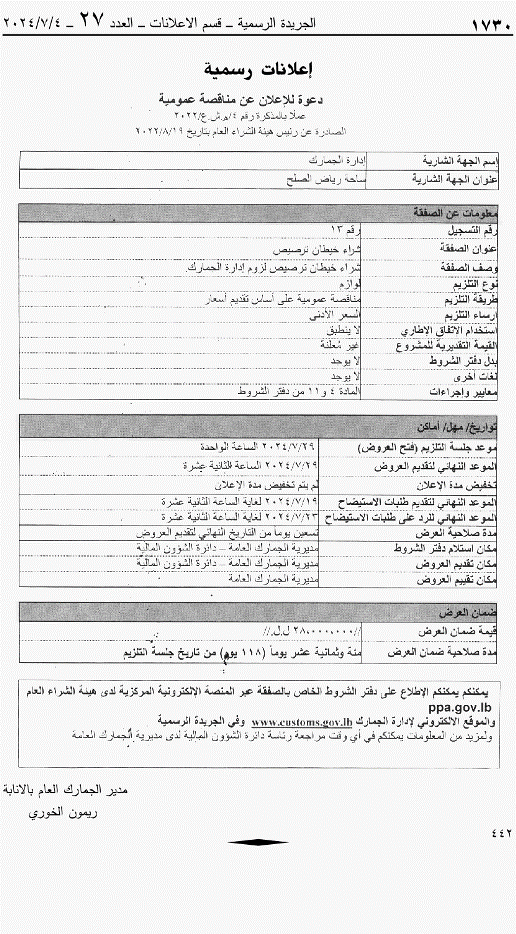 ١٧٣٠ الجريدة الرسمية – قسم الاعلانات – العدد ٢٧ – ٢٠٢٤/٧/٤
إعلانات رسمية
دعوة للإعلان عن مناقصة عمومية
عملاً بالمذكرة رقم ٤/ه.ش.ع/٢٠٢٢
الصادرة عن رئيس هيئة الشراء العام بتاريخ ٢٠٢٢/٨/١٩
إسم الجهة الشارية إدارة الجمارك
عنوان الجهة الشارية ساحة رياض الصلح
معلومات عن الصفقة
رقم التسجيل رقم ١٣
عنوان الصفقة شراء خيطان ترصيص
وصف الصفقة شراء خيطان ترصيص لزوم إدارة الجمارك.
نوع التلزيم لوازم
طريقة التلزيم مناقصة عمومية على أساس تقديم أسعار
إرساء التلزيم السعر الأدنى
استخدام الاتفاق الإطاري لا ينطبق
القيمة التقديرية للمشروع غير مُعلنة
بدل دفتر الشروط لا يوجد
لغات أخرى لا يوجد
معايير وإجراءات المادة ٤ و ١١ من دفتر الشروط
تواريخ/ مهل/ أماكن
موعد جلسة التلزيم (فتح العروض) ٢٠٢٤/٧/٢٩ الساعة الواحدة
الموعد النهائي لتقديم العروض ٢٠٢٤/٧/٢٩ الساعة الثانية عشرة
تخفيض مدة الإعلان لم يتم تخفيض مدة الإعلان
الموعد النهائي لتقديم طلبات الاستيضاح ٢٠٢٤/٧/١٩ لغاية الساعة الثانية عشرة
الموعد النهائي للرد على طلبات الاستيضاح ٢٠٢٤/٧/٢٣ لغاية الساعة الثانية عشرة
مدة صلاحية العرض تسعين يوماً من التاريخ النهائي لتقديم العروض
مكان استلام دفتر الشروط مديرية الجمارك العامة – دائرة الشؤون المالية
مكان تقديم العروض مديرية الجمارك العامة – دائرة الشؤون المالية
مكان تقييم العروض مديرية الجمارك العامة
ضمان العرض
قيمة ضمان العرض //٢٨٠،٠٠٠،٠٠٠ ل.ل.//
مدة صلاحية ضمان العرض مئة وثمانية عشر يوماً (١١٨ يوم) من تاريخ جلسة التلزيم
يمكنكم يمكنكم الإطلاع على دفتر الشروط الخاص بالصفقة عبر المنصة الالكترونية المركزية لدى هيئة الشراء العام
ppa.gov.lb
والموقع الالكتروني لإدارة الجمارك www.customs.gov.lb وفي الجريدة الرسمية
ولمزيد من المعلومات يمكنكم في أي وقت مراجعة رئاسة دائرة الشؤون المالية لدى مديرية الجمارك العامة
مدير الجمارك العام بالانابة
ريمون الخوري
٤٤٢